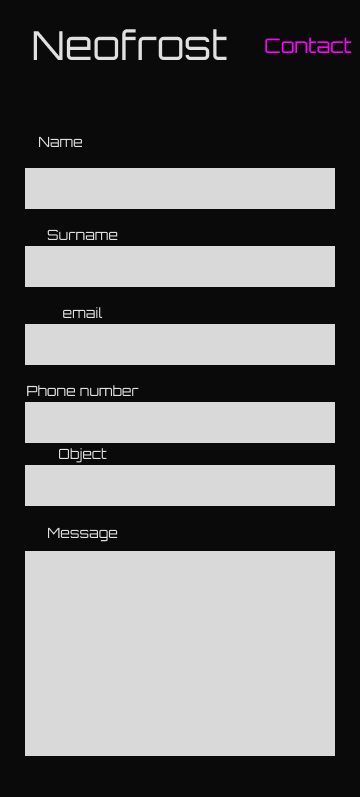 Neofrost Contact
Name
Surname
email
Phone number
Object
Message